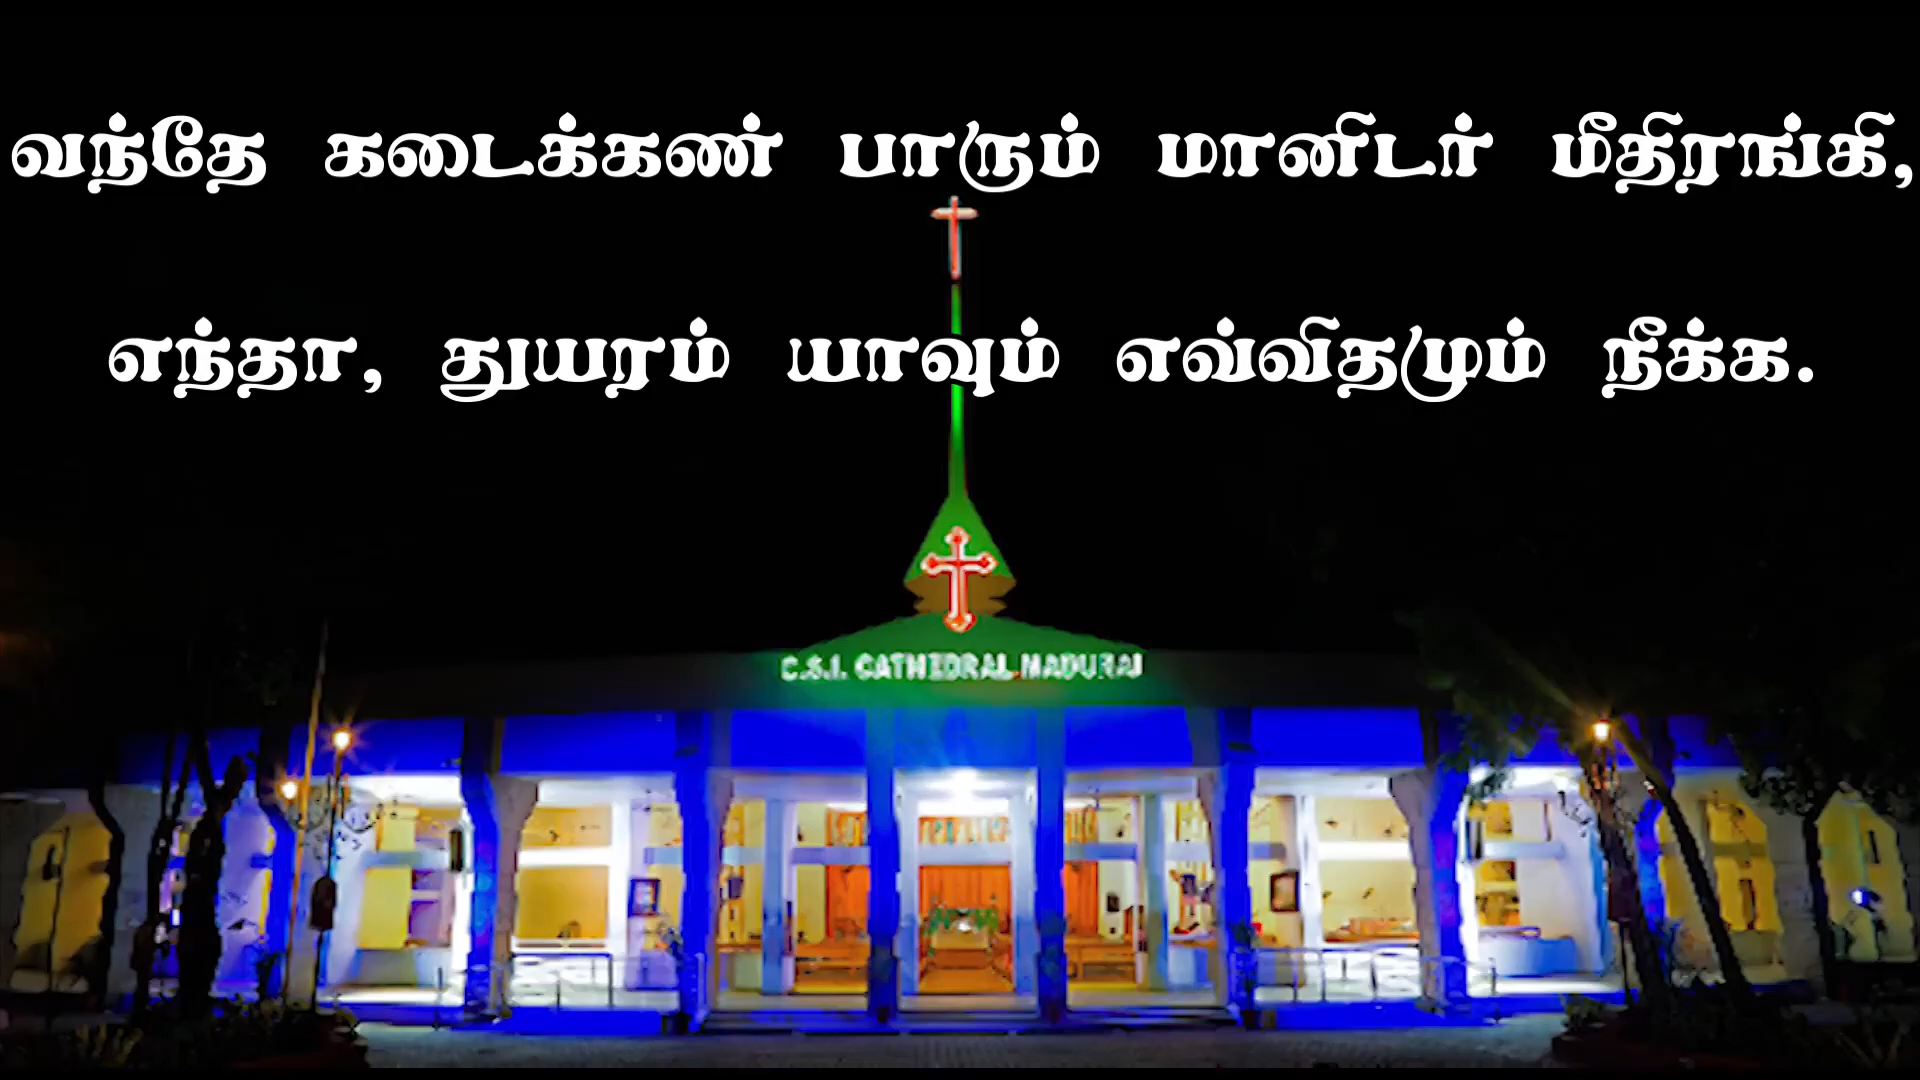 வந்தே கடைக்கண் பாரும் மானிடர் மீதிரங்கி,
எந்தா, துயரம் யாவும் எவ்விதமும் நீக்க.
C.S.I. CATHEDRAL MADURAI